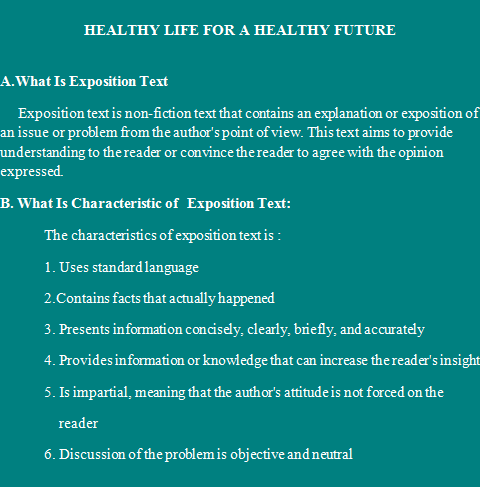 HEALTHY LIFE FOR A HEALTHY FUTURE
A.What Is Exposition Text
Exposition text is non-fiction text that contains an explanation or exposition of
an issue or problem from the author's point of view. This text aims to provide
understanding to the reader or convince the reader to agree with the opinion
expressed.
B. What Is Characteristic of Exposition Text:
The characteristics of exposition text is :
1. Uses standard language
2.Contains facts that actually happened
3. Presents information concisely, clearly, briefly, and accurately
4. Provides information or knowledge that can increase the reader's insight
5. Is impartial, meaning that the author's attitude is not forced on the
reader
6. Discussion of the problem is objective and neutral